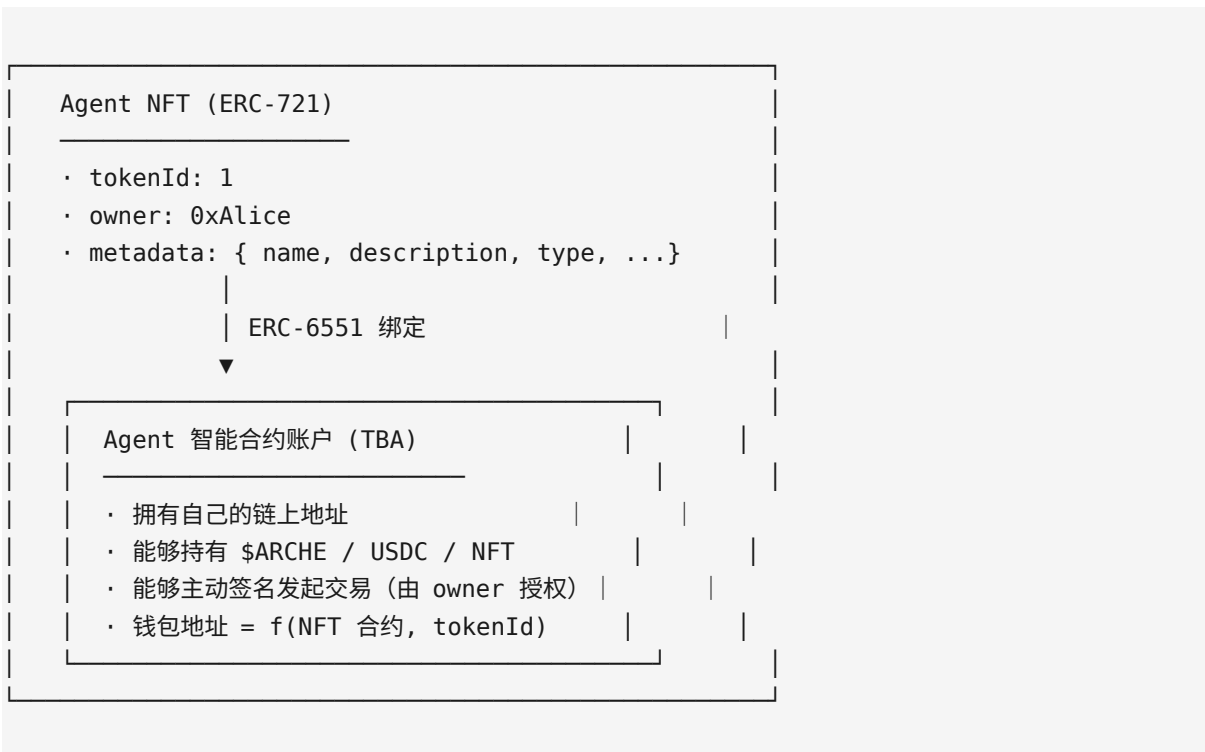 Agent NFT (ERC-721)
· tokenId: 1
· owner: 0xAlice
· metadata: { name, description, type, ...}
ERC-6551 绑定
Agent 智能合约账户 (TBA)
· 拥有自己的链上地址
· 能够持有 $ARCHE / USDC / NFT
· 能够主动签名发起交易（由 owner 授权）
· 钱包地址 = f(NFT 合约, tokenId)